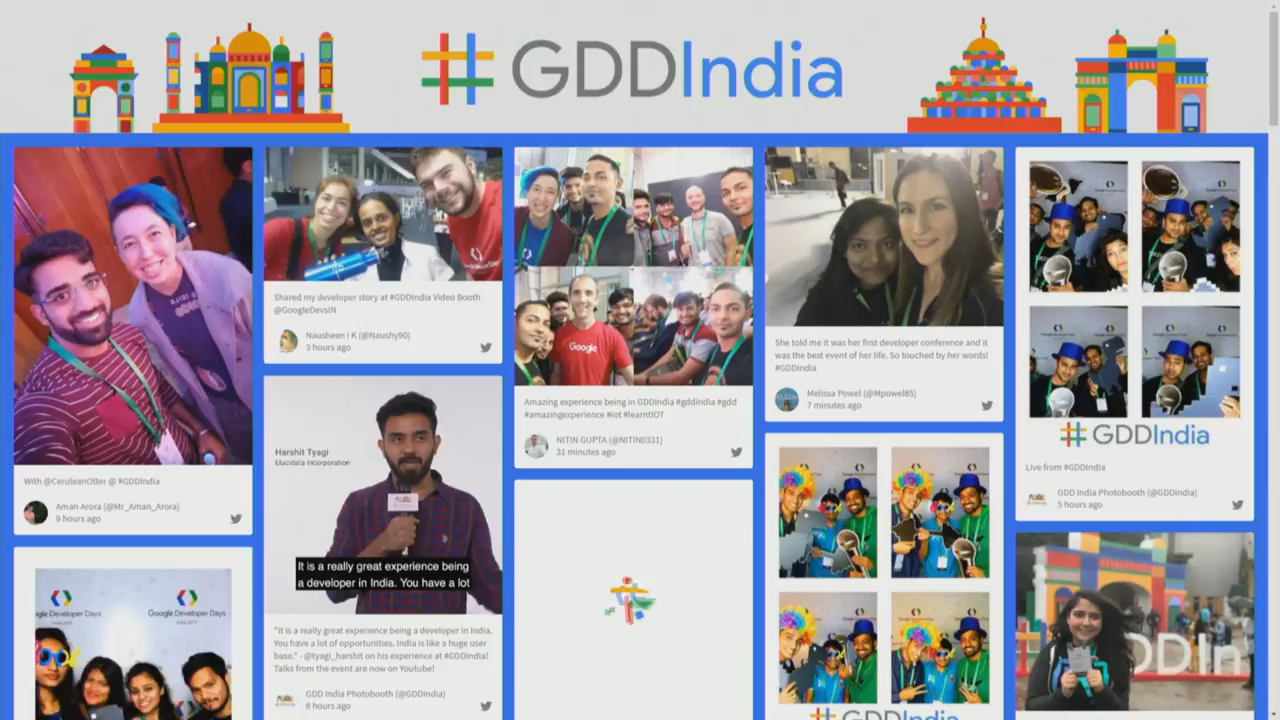 #GDDIndia
With @CeruleanOtter @ #GDDIndia
Aman Arora (@Mr_Aman_Arora)
9 hours ago
Google Developer Days
Shared my developer story at #GDDIndia Video Booth
@GoogleDevsIN
Nausheen I K (@Naushy90)
3 hours ago
Harshit Tyagi
Mucidata Incorporation
It is a really great experience being
a developer in India. You have a lot
"It is a really great experience being a developer in India.
You have a lot of opportunities. India is like a huge user
base." - @tyagi_harshit on his experience at #GDDIndia!
Talks from the event are now on Youtube!
GDD India Photobooth (@GDDIndia)
6 hours ago
Google
Amazing experience being in GDDIndia #gddindia #gdd
#amazingexperience #iot #learntIOT
NITIN GUPTA (@NITIN0331)
31 minutes ago
She told me it was her first developer conference and it
was the best event of her life. So touched by her words!
#GDDIndia
Melissa Powel (@Mpowel85)
7 minutes ago
#GDDIndia
#GDDIndia
Live from #GDDIndia
GDD India Photobooth (@GDDIndia)
5 hours ago
DDIn